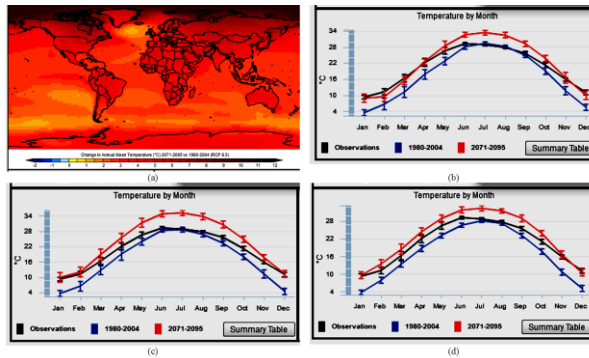 Change in Annual Mean Temperature (°C) 2071-2095 vs 1980-2004 (RCP 8.5)
-2 -1 0 1 2 3 4 5 6 7 8 9 10 11 12
(a)
Temperature by Month
°C
34
28
22
16
10
4
Jan Feb Mar Apr May Jun Jul Aug Sep Oct Nov Dec
Observations 1980-2004 2071-2095 Summary Table
(b)
Temperature by Month
°C
34
28
22
16
10
4
Jan Feb Mar Apr May Jun Jul Aug Sep Oct Nov Dec
Observations 1980-2004 2071-2095 Summary Table
(c)
Temperature by Month
°C
28
22
16
10
4
Jan Feb Mar Apr May Jun Jul Aug Sep Oct Nov Dec
Observations 1980-2004 2071-2095 Summary Table
(d)